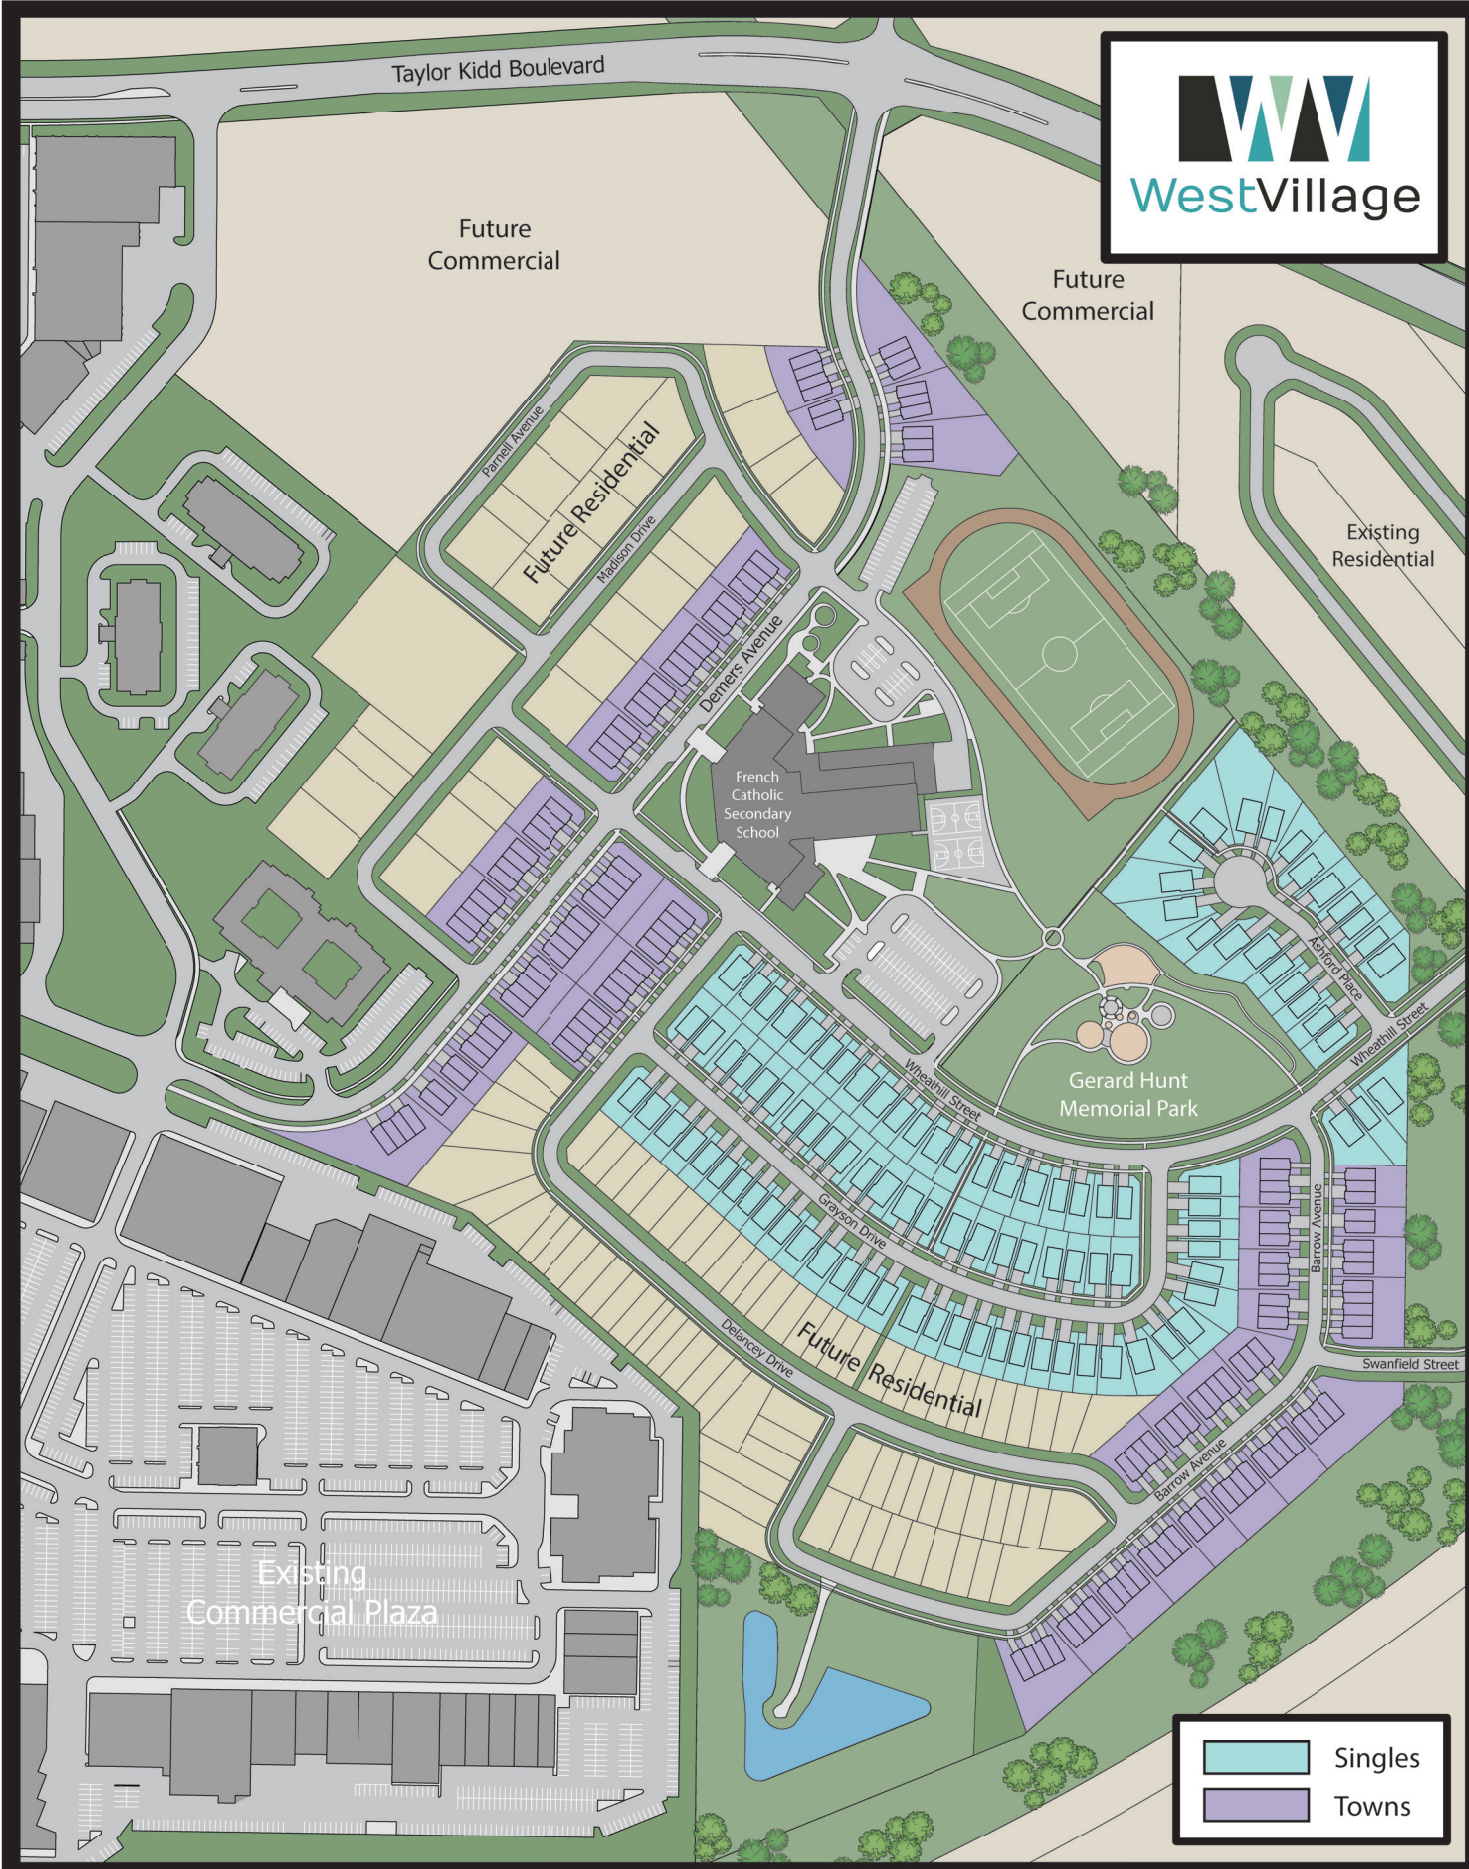 Taylor Kidd Boulevard
WestVillage
Future
Commercial
Future
Commercial
Parnell Avenue
Future Residential
Madison Drive
Existing
Residential
Demers Avenue
French
Catholic
Secondary
School
Ashford Place
Wheathill Street
Wheathill Street
Gerard Hunt
Memorial Park
Grayson Drive
Barrow Avenue
Delancey Drive
Future Residential
Swanfield Street
Barrow Avenue
Existing
Commercial Plaza
Singles
Towns